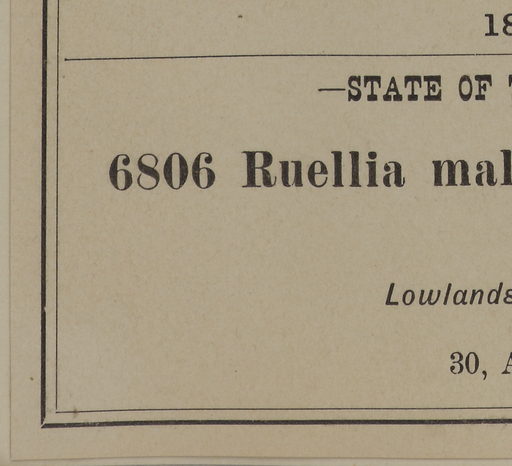 18
—STATE OF
6806 Ruellia mal
Lowlands
30, A